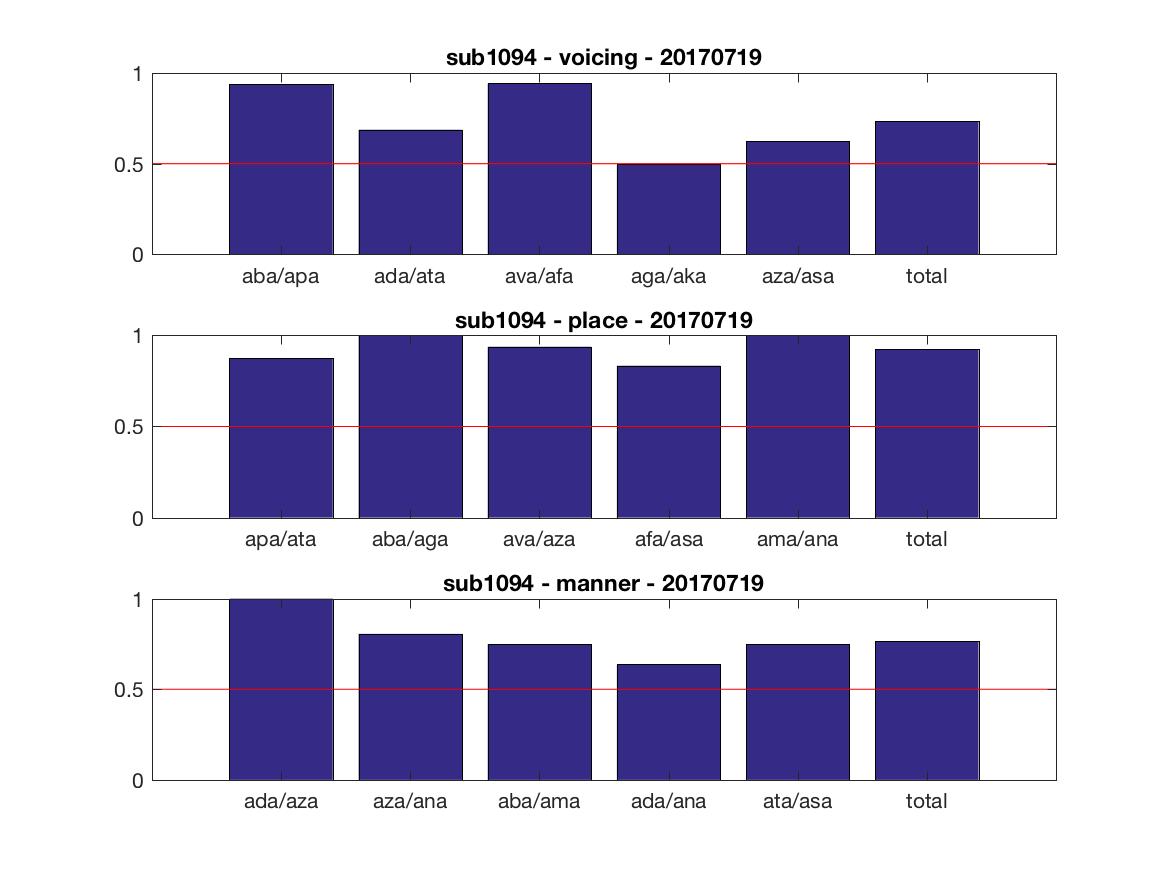 sub1094 - voicing - 20170719
1
0.5
0
aba/apa ada/ata ava/afa aga/aka aza/asa total
sub1094 - place - 20170719
1
0.5
0
apa/ata aba/aga ava/aza afa/asa ama/ana total
sub1094 - manner - 20170719
1
0.5
0
ada/aza aza/ana aba/ama ada/ana ata/asa total